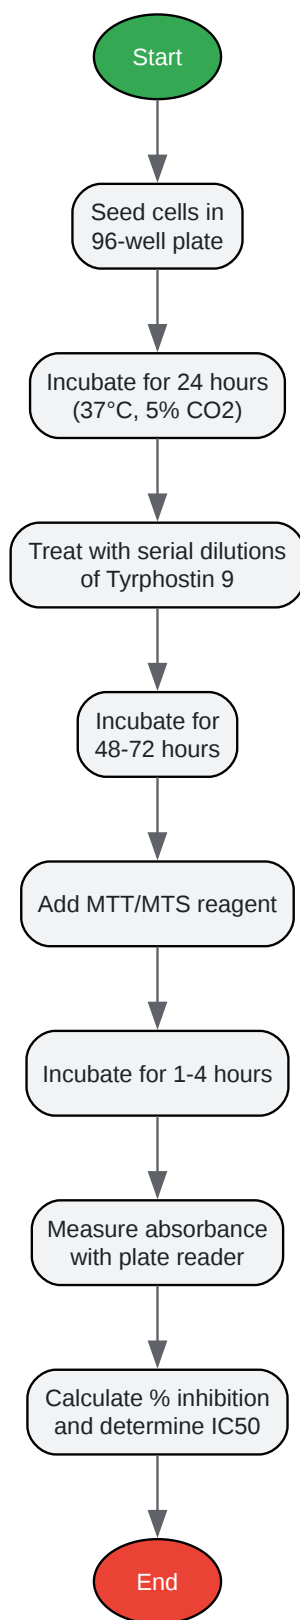 Start
Seed cells in
96-well plate
Incubate for 24 hours
(37°C, 5% CO2)
Treat with serial dilutions
of Tyrphostin 9
Incubate for
48-72 hours
Add MTT/MTS reagent
Incubate for 1-4 hours
Measure absorbance
with plate reader
Calculate % inhibition
and determine IC50
End